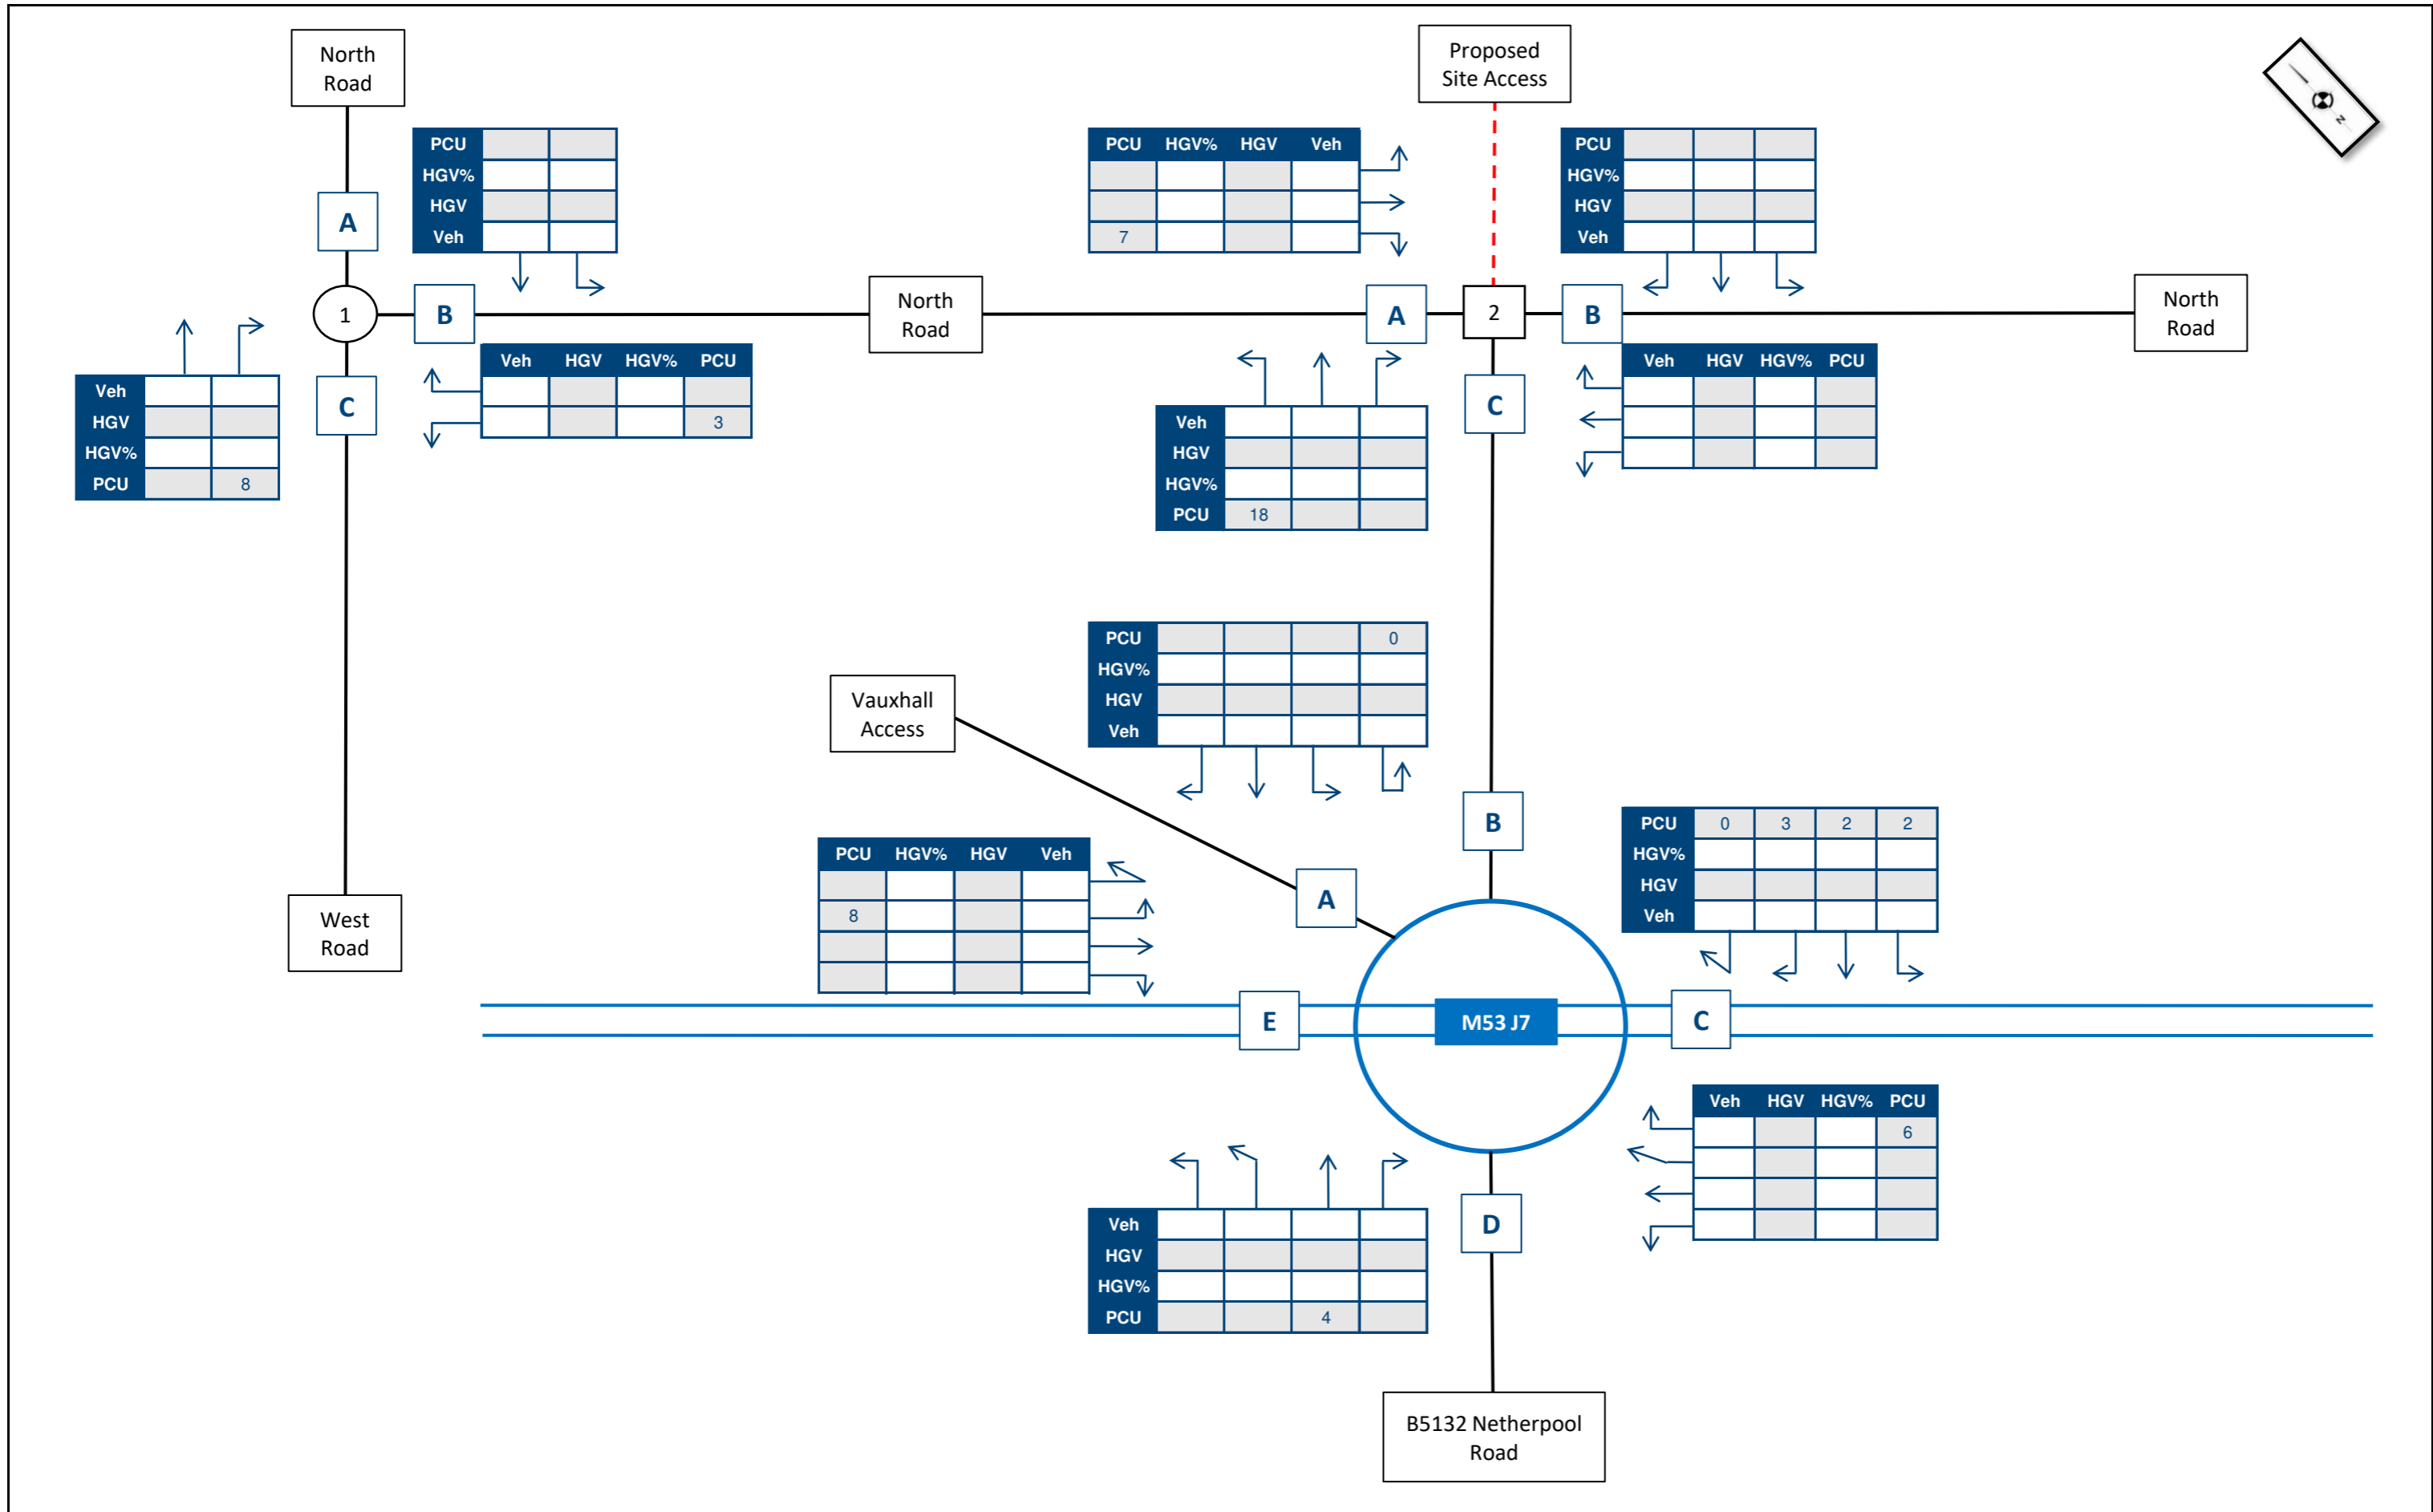 North
Road
Proposed
Site Access
N
PCU
HGV%
HGV
Veh
PCU HGV% HGV Veh
7
PCU
HGV%
HGV
Veh
A
1
B
North
Road
A
2
B
North
Road
Veh
HGV
HGV%
PCU 8
C
Veh HGV HGV% PCU
3
Veh
HGV
HGV%
PCU 18
C
Veh HGV HGV% PCU
PCU 0
HGV%
HGV
Veh
Vauxhall
Access
B
PCU HGV% HGV Veh
8
A
PCU 0 3 2 2
HGV%
HGV
Veh
West
Road
E
M53 J7
C
Veh HGV HGV% PCU
6
Veh
HGV
HGV%
PCU 4
D
B5132 Netherpool
Road